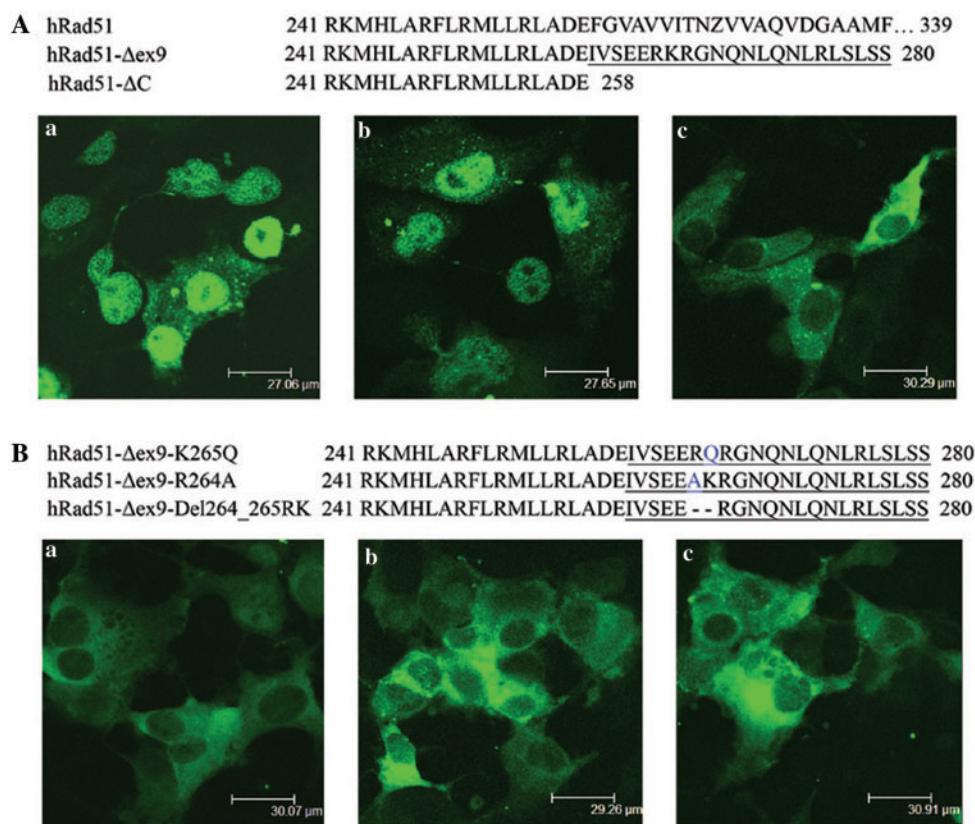 A hRad51 241 RKMHLARFLRMLLRLADEFGVAVVITNZVVAQVDGAAMF... 339
hRad51-Δex9 241 RKMHLARFLRMLLRLADEIVSEERKRGNQNLQNLRLSLSS 280
hRad51-ΔC 241 RKMHLARFLRMLLRLADE 258
a b c
27.06 µm 27.65 µm 30.29 µm
B hRad51-Δex9-K265Q 241 RKMHLARFLRMLLRLADEIVSEERQRGNQNLQNLRLSLSS 280
hRad51-Δex9-R264A 241 RKMHLARFLRMLLRLADEIVSEEAKRGNQNLQNLRLSLSS 280
hRad51-Δex9-Del264_265RK 241 RKMHLARFLRMLLRLADEIVSEE--RGNQNLQNLRLSLSS 280
a b c
30.07 µm 29.26 µm 30.91 µm